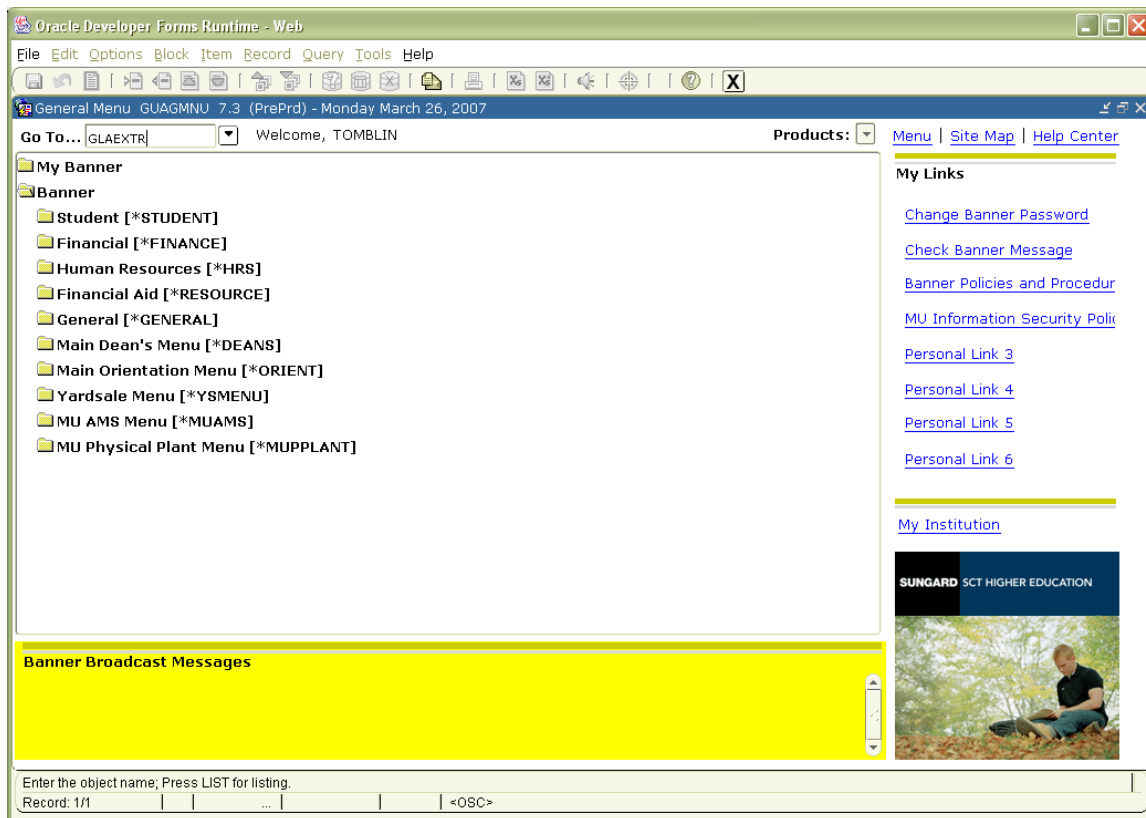 Oracle Developer Forms Runtime - Web
File Edit Options Block Item Record Query Tools Help
General Menu GUAGMNU 7.3 (PrePrd) - Monday March 26, 2007
Go To... GLAEXTR Welcome, TOMBLIN Products: Menu | Site Map | Help Center
My Banner
Banner
Student [*STUDENT]
Financial [*FINANCE]
Human Resources [*HRS]
Financial Aid [*RESOURCE]
General [*GENERAL]
Main Dean's Menu [*DEANS]
Main Orientation Menu [*ORIENT]
Yardsale Menu [*YSMENU]
MU AMS Menu [*MUAMS]
MU Physical Plant Menu [*MUPPLANT]
My Links
Change Banner Password
Check Banner Message
Banner Policies and Procedur
MU Information Security Polic
Personal Link 3
Personal Link 4
Personal Link 5
Personal Link 6
My Institution
SUNGARD SCT HIGHER EDUCATION
Banner Broadcast Messages
Enter the object name; Press LIST for listing.
Record: 1/1 ... <OSC>